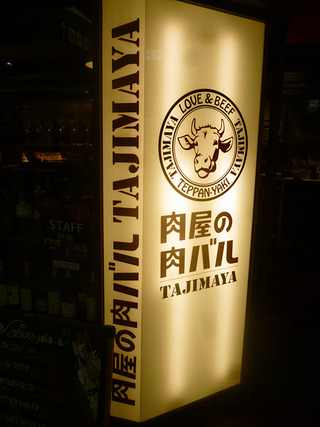 LOVE & BEEF
TAJIMAYA
TAJIMAYA
TEPPAN-YAKI
肉屋の
肉バル
TAJIMAYA
肉屋の肉バル TAJIMAYA
STAFF